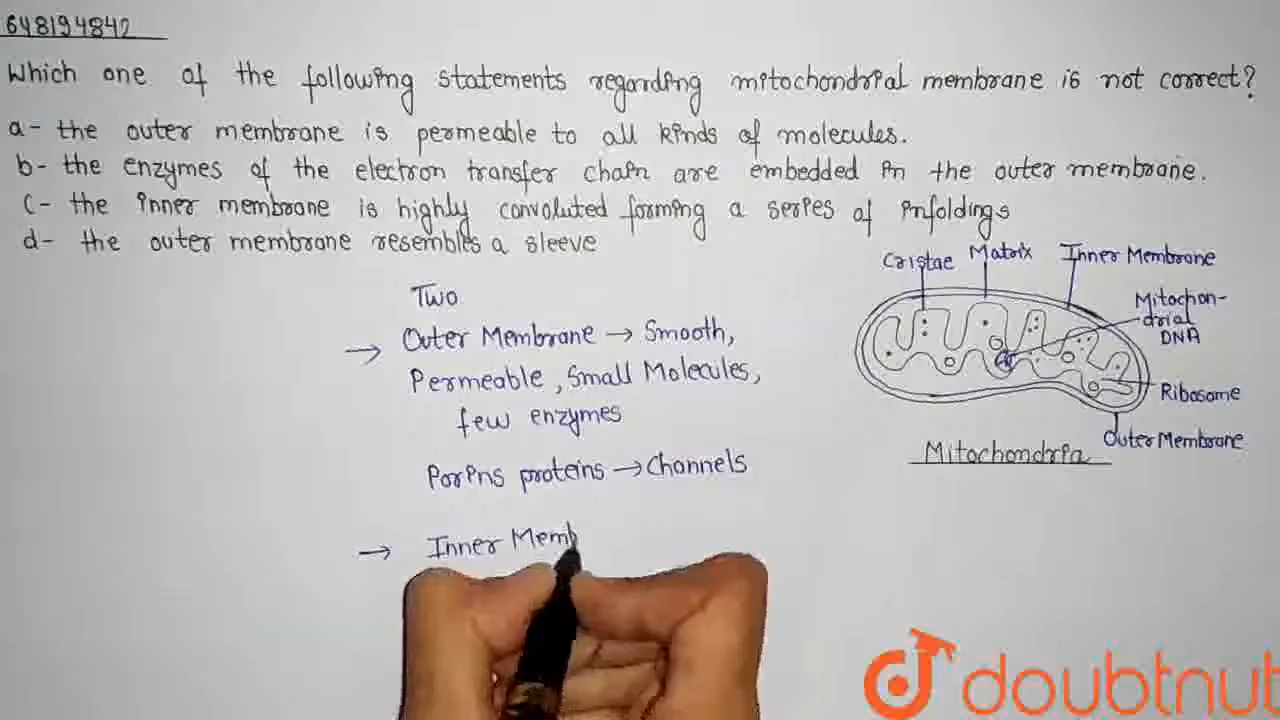 648194842
Which one of the following statements regarding mitochondrial membrane is not correct?
a- the outer membrane is permeable to all kinds of molecules.
b- the enzymes of the electron transfer chain are embedded in the outer membrane.
c- the inner membrane is highly convoluted forming a series of infoldings
d- the outer membrane resembles a sleeve
Cristae Matrix Inner Membrane
Mitochon-
drial
DNA
Ribosome
Outer Membrane
Mitochondria
Two
→ Outer Membrane → Smooth,
Permeable, Small Molecules,
few enzymes
Porins proteins → Channels
→ Inner Memb
doubtnut